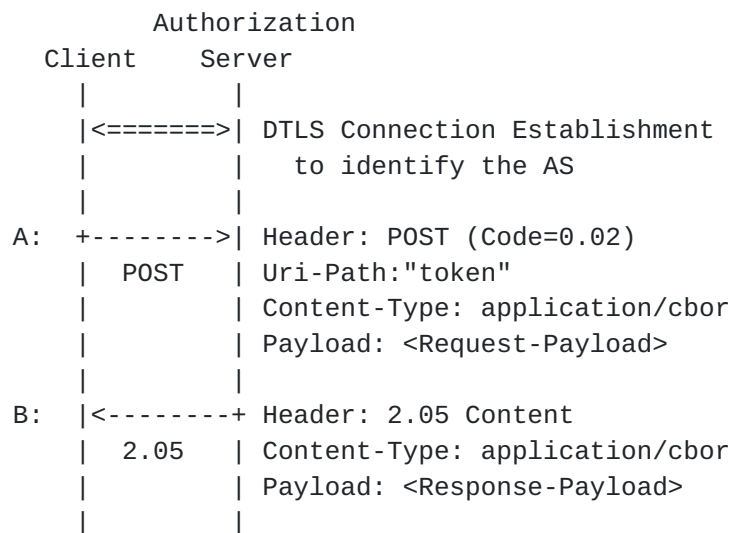 Authorization
Client Server
| |
|<=======>| DTLS Connection Establishment
| | to identify the AS
| |
A: +-------->| Header: POST (Code=0.02)
| POST | Uri-Path:"token"
| | Content-Type: application/cbor
| | Payload: <Request-Payload>
| |
B: |<--------+ Header: 2.05 Content
| 2.05 | Content-Type: application/cbor
| | Payload: <Response-Payload>
| |